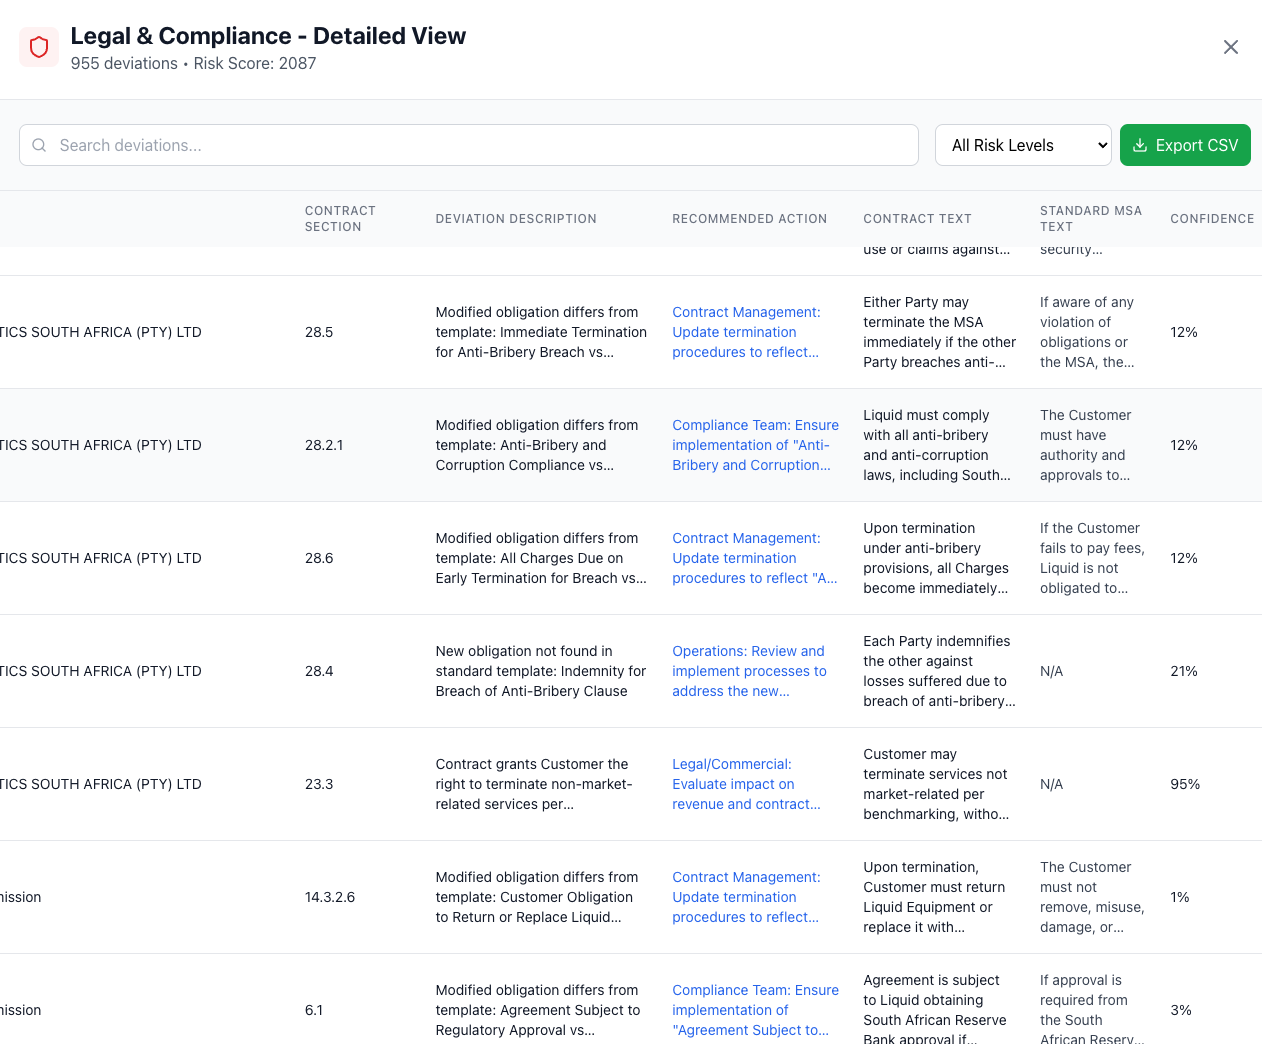 Legal & Compliance - Detailed View
955 deviations • Risk Score: 2087
Search deviations...
All Risk Levels
Export CSV
CONTRACT
SECTION
DEVIATION DESCRIPTION
RECOMMENDED ACTION
CONTRACT TEXT
STANDARD MSA
TEXT
CONFIDENCE
use or claims against...
security...
TICS SOUTH AFRICA (PTY) LTD
28.5
Modified obligation differs from
template: Immediate Termination
for Anti-Bribery Breach vs...
Contract Management:
Update termination
procedures to reflect...
Either Party may
terminate the MSA
immediately if the other
Party breaches anti-...
If aware of any
violation of
obligations or
the MSA, the...
12%
TICS SOUTH AFRICA (PTY) LTD
28.2.1
Modified obligation differs from
template: Anti-Bribery and
Corruption Compliance vs...
Compliance Team: Ensure
implementation of "Anti-
Bribery and Corruption...
Liquid must comply
with all anti-bribery
and anti-corruption
laws, including South...
The Customer
must have
authority and
approvals to...
12%
TICS SOUTH AFRICA (PTY) LTD
28.6
Modified obligation differs from
template: All Charges Due on
Early Termination for Breach vs...
Contract Management:
Update termination
procedures to reflect "A...
Upon termination
under anti-bribery
provisions, all Charges
become immediately...
If the Customer
fails to pay fees,
Liquid is not
obligated to...
12%
TICS SOUTH AFRICA (PTY) LTD
28.4
New obligation not found in
standard template: Indemnity for
Breach of Anti-Bribery Clause
Operations: Review and
implement processes to
address the new...
Each Party indemnifies
the other against
losses suffered due to
breach of anti-bribery...
N/A
21%
TICS SOUTH AFRICA (PTY) LTD
23.3
Contract grants Customer the
right to terminate non-market-
related services per...
Legal/Commercial:
Evaluate impact on
revenue and contract...
Customer may
terminate services not
market-related per
benchmarking, witho...
N/A
95%
nission
14.3.2.6
Modified obligation differs from
template: Customer Obligation
to Return or Replace Liquid...
Contract Management:
Update termination
procedures to reflect...
Upon termination,
Customer must return
Liquid Equipment or
replace it with...
The Customer
must not
remove, misuse,
damage, or...
1%
nission
6.1
Modified obligation differs from
template: Agreement Subject to
Regulatory Approval vs...
Compliance Team: Ensure
implementation of
"Agreement Subject to...
Agreement is subject
to Liquid obtaining
South African Reserve
Bank approval if...
If approval is
required from
the South
African Reserv...
3%